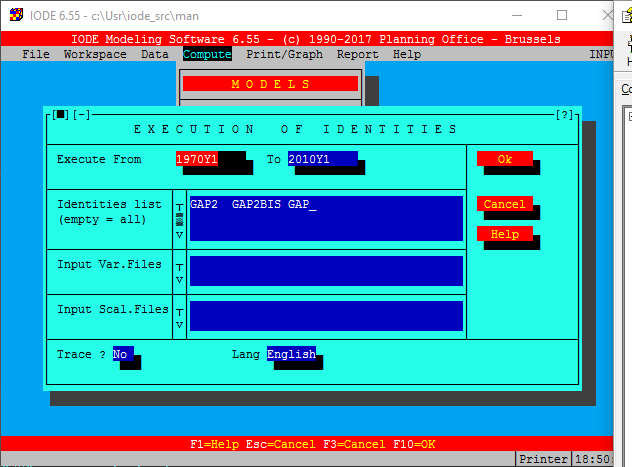 IODE 6.55 - c:\Usr\iode_src\man
IODE Modeling Software 6.55 - (c) 1990-2017 Planning Office - Brussels
File Workspace Data Compute Print/Graph Report Help INPU
M O D E L S
[■][−] [?]
E X E C U T I O N O F I D E N T I T I E S
Execute From 1970Y1 To 2010Y1 Ok
Identities list GAP2 GAP2BIS GAP_ Cancel
(empty = all)
Help
Input Var.Files
Input Scal.Files
Trace ? No Lang English
F1=Help Esc=Cancel F3=Cancel F10=OK
Printer 18:50: